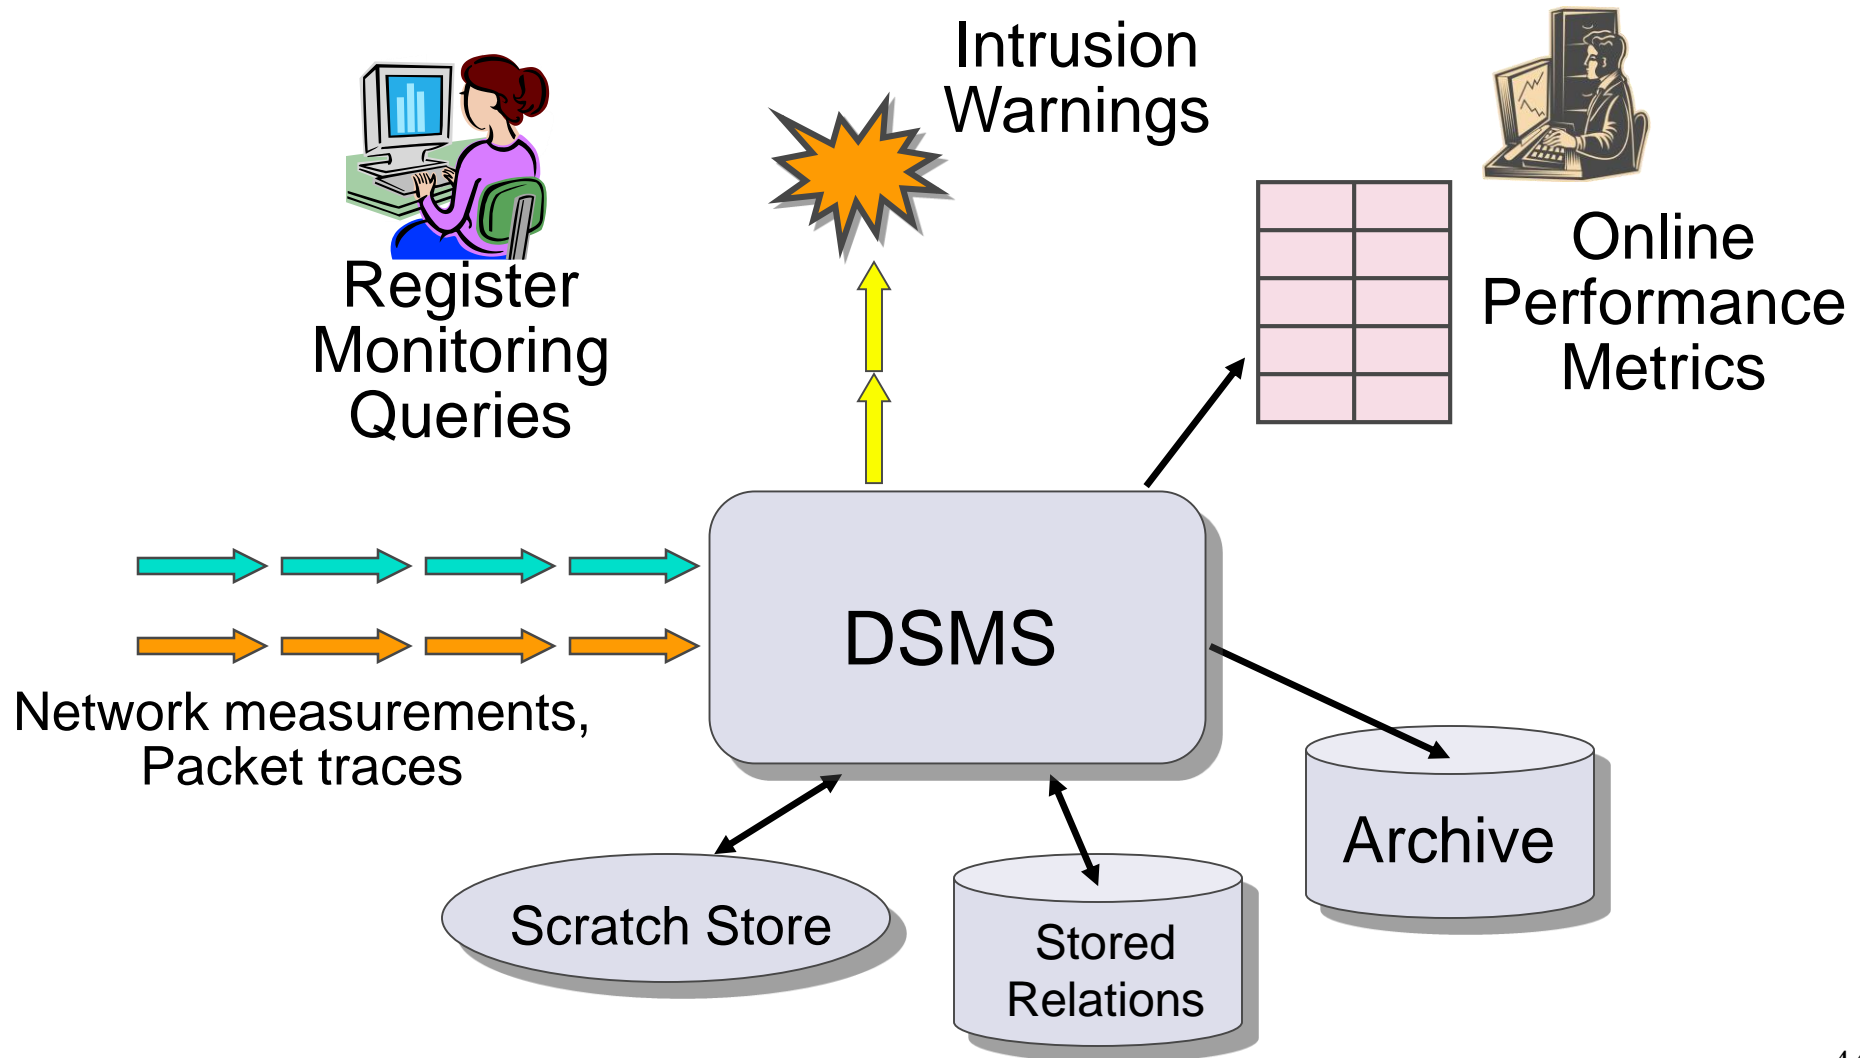 Intrusion
Warnings
Register
Monitoring
Queries
Online
Performance
Metrics
DSMS
Network measurements,
Packet traces
Archive
Scratch Store
Stored
Relations